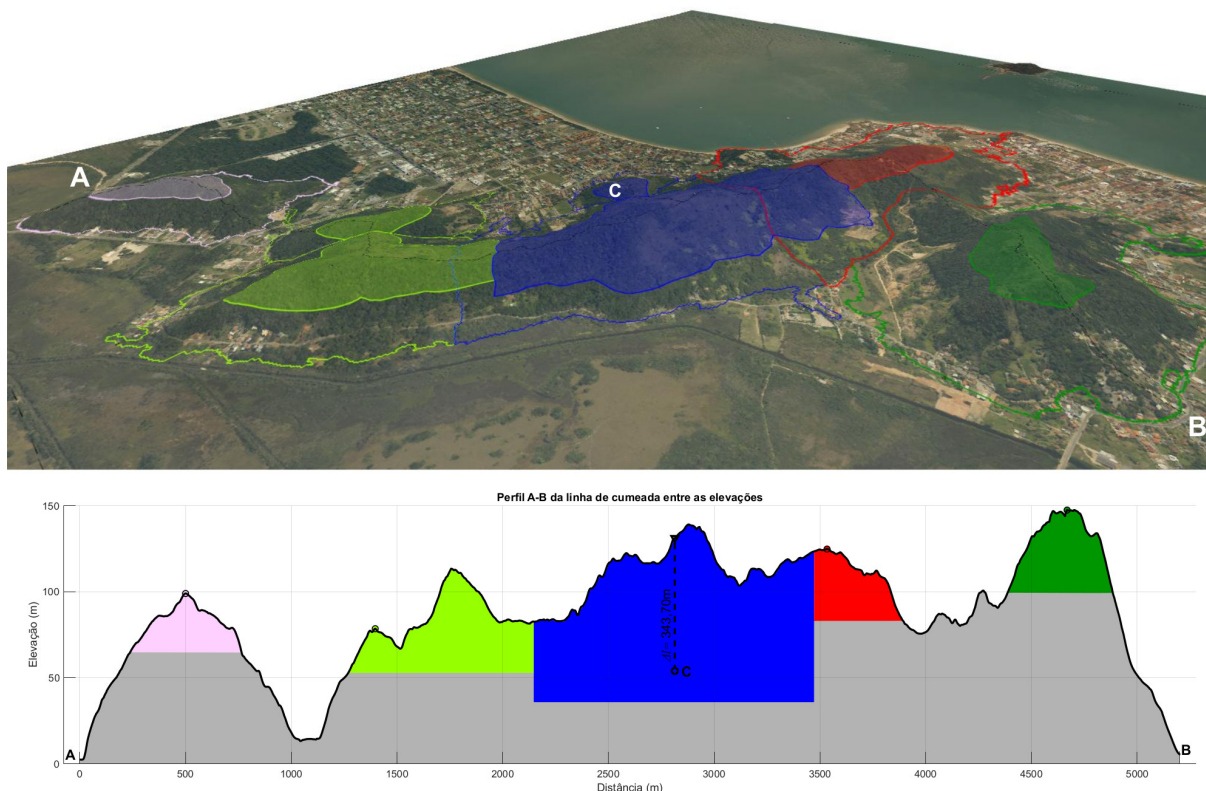 A
C
B
Perfil A-B da linha de cumeada entre as elevações
Elevação (m)
150
100
50
0
343.70m
C
A
B
0
500
1000
1500
2000
2500
3000
3500
4000
4500
5000
Distância (m)